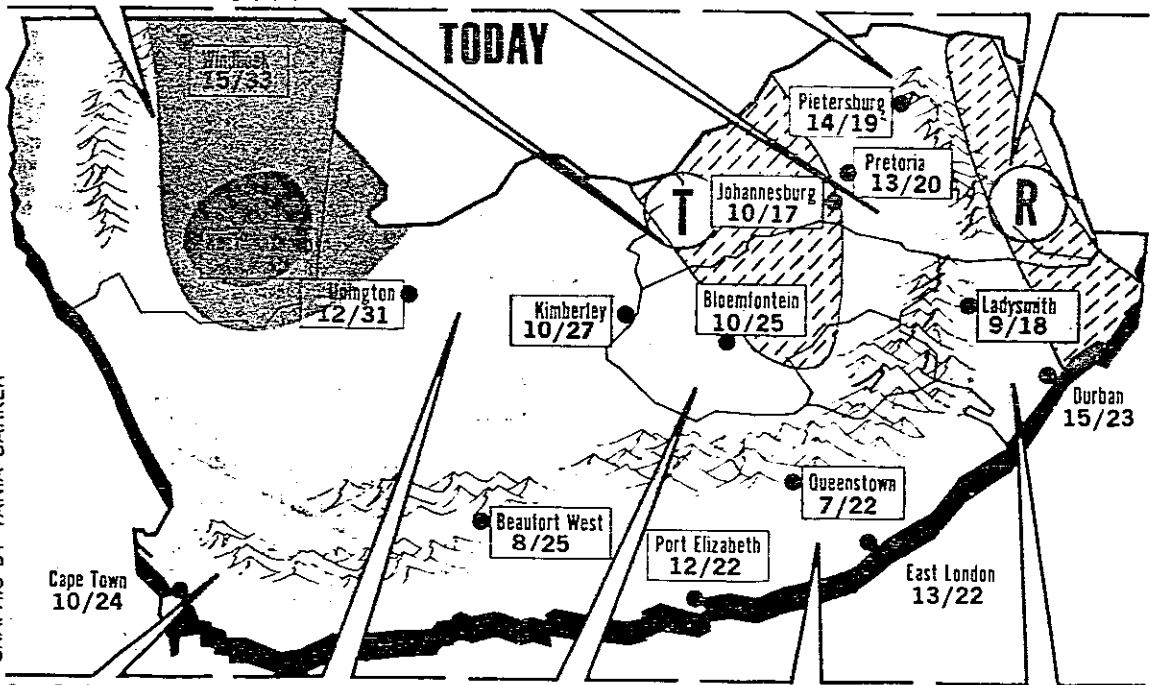 TODAY
Windhoek
15/33
Pietersburg
14/19
Pretoria
13/20
Johannesburg
10/17
T
R
Upington
12/31
Kimberley
10/27
Bloemfontein
10/25
Ladysmith
9/18
Durban
15/23
Queenstown
7/22
Beaufort West
8/25
Port Elizabeth
12/22
East London
13/22
Cape Town
10/24